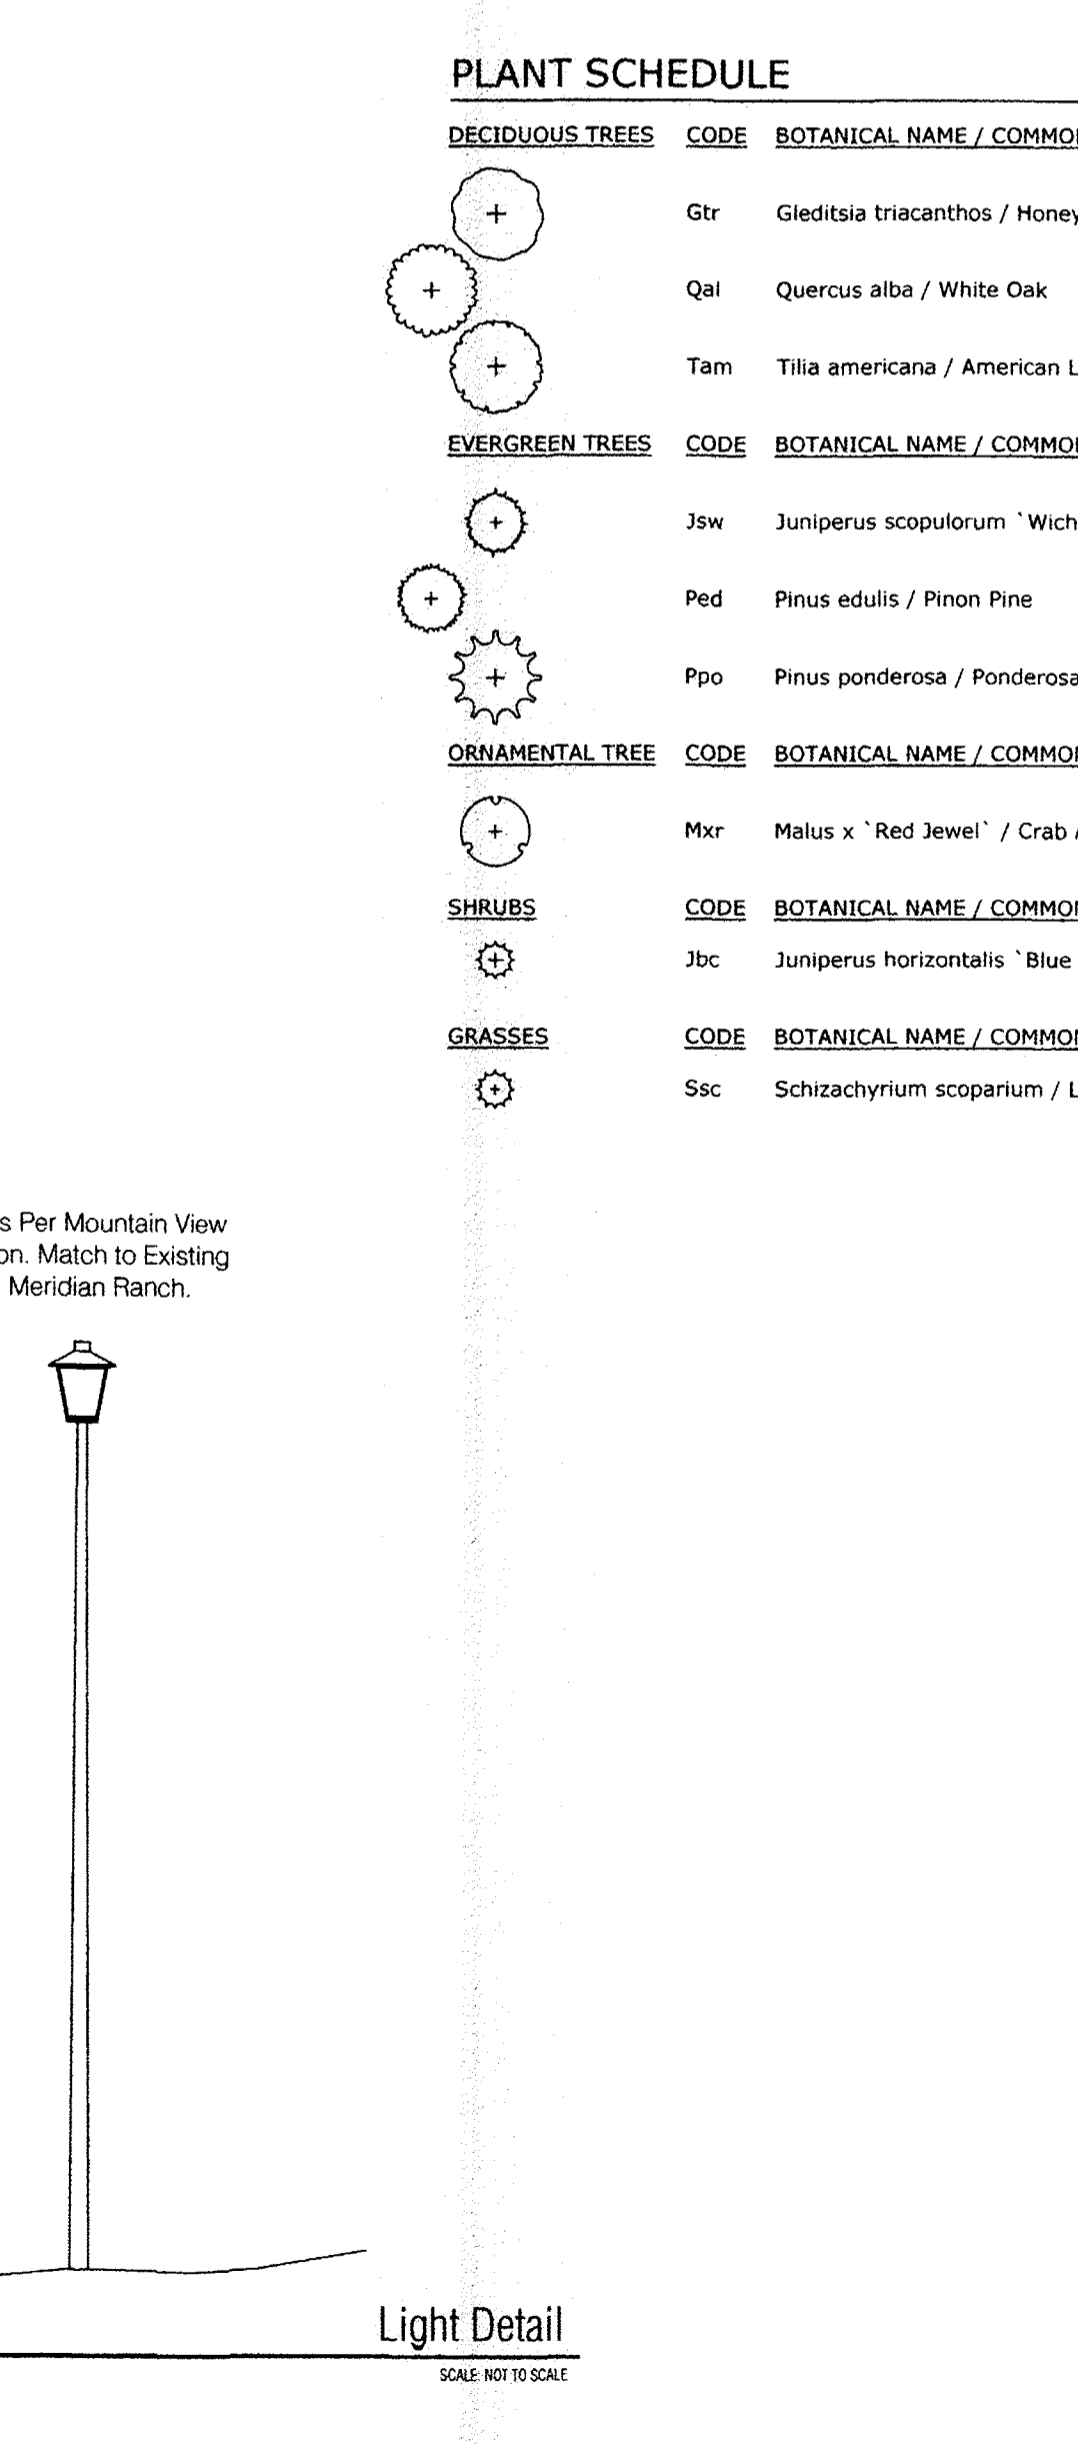 PLANT SCHEDULE
DECIDUOUS TREES CODE BOTANICAL NAME / COMMO
Gtr Gleditsia triacanthos / Honey
Qal Quercus alba / White Oak
Tam Tilia americana / American L
EVERGREEN TREES CODE BOTANICAL NAME / COMMO
Jsw Juniperus scopulorum `Wich
Ped Pinus edulis / Pinon Pine
Ppo Pinus ponderosa / Ponderosa
ORNAMENTAL TREE CODE BOTANICAL NAME / COMMO
Mxr Malus x `Red Jewel` / Crab
SHRUBS CODE BOTANICAL NAME / COMMO
Jbc Juniperus horizontalis `Blue
GRASSES CODE BOTANICAL NAME / COMMO
Ssc Schizachyrium scoparium / L
s Per Mountain View
on. Match to Existing
Meridian Ranch.
Light Detail
SCALE: NOT TO SCALE